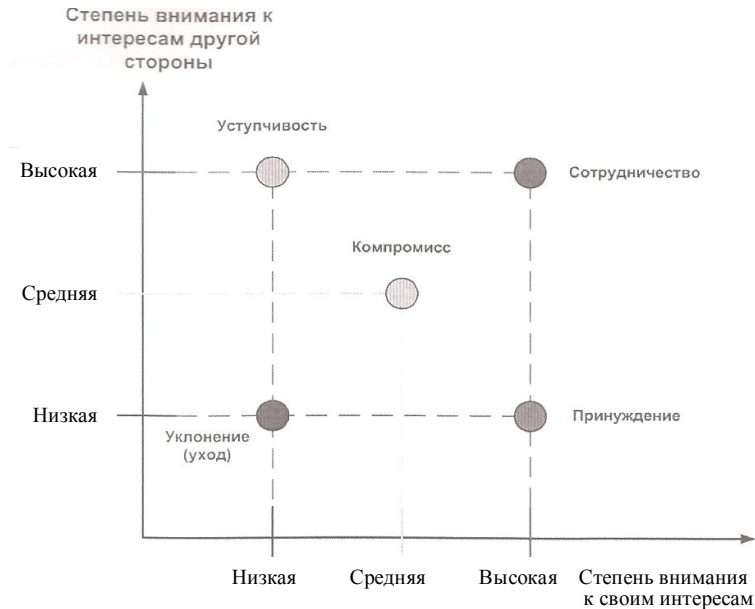 Степень внимания к
интересам другой
стороны
Уступчивость
Высокая
Сотрудничество
Компромисс
Средняя
Низкая
Принуждение
Уклонение
(уход)
Низкая Средняя Высокая Степень внимания
к своим интересам